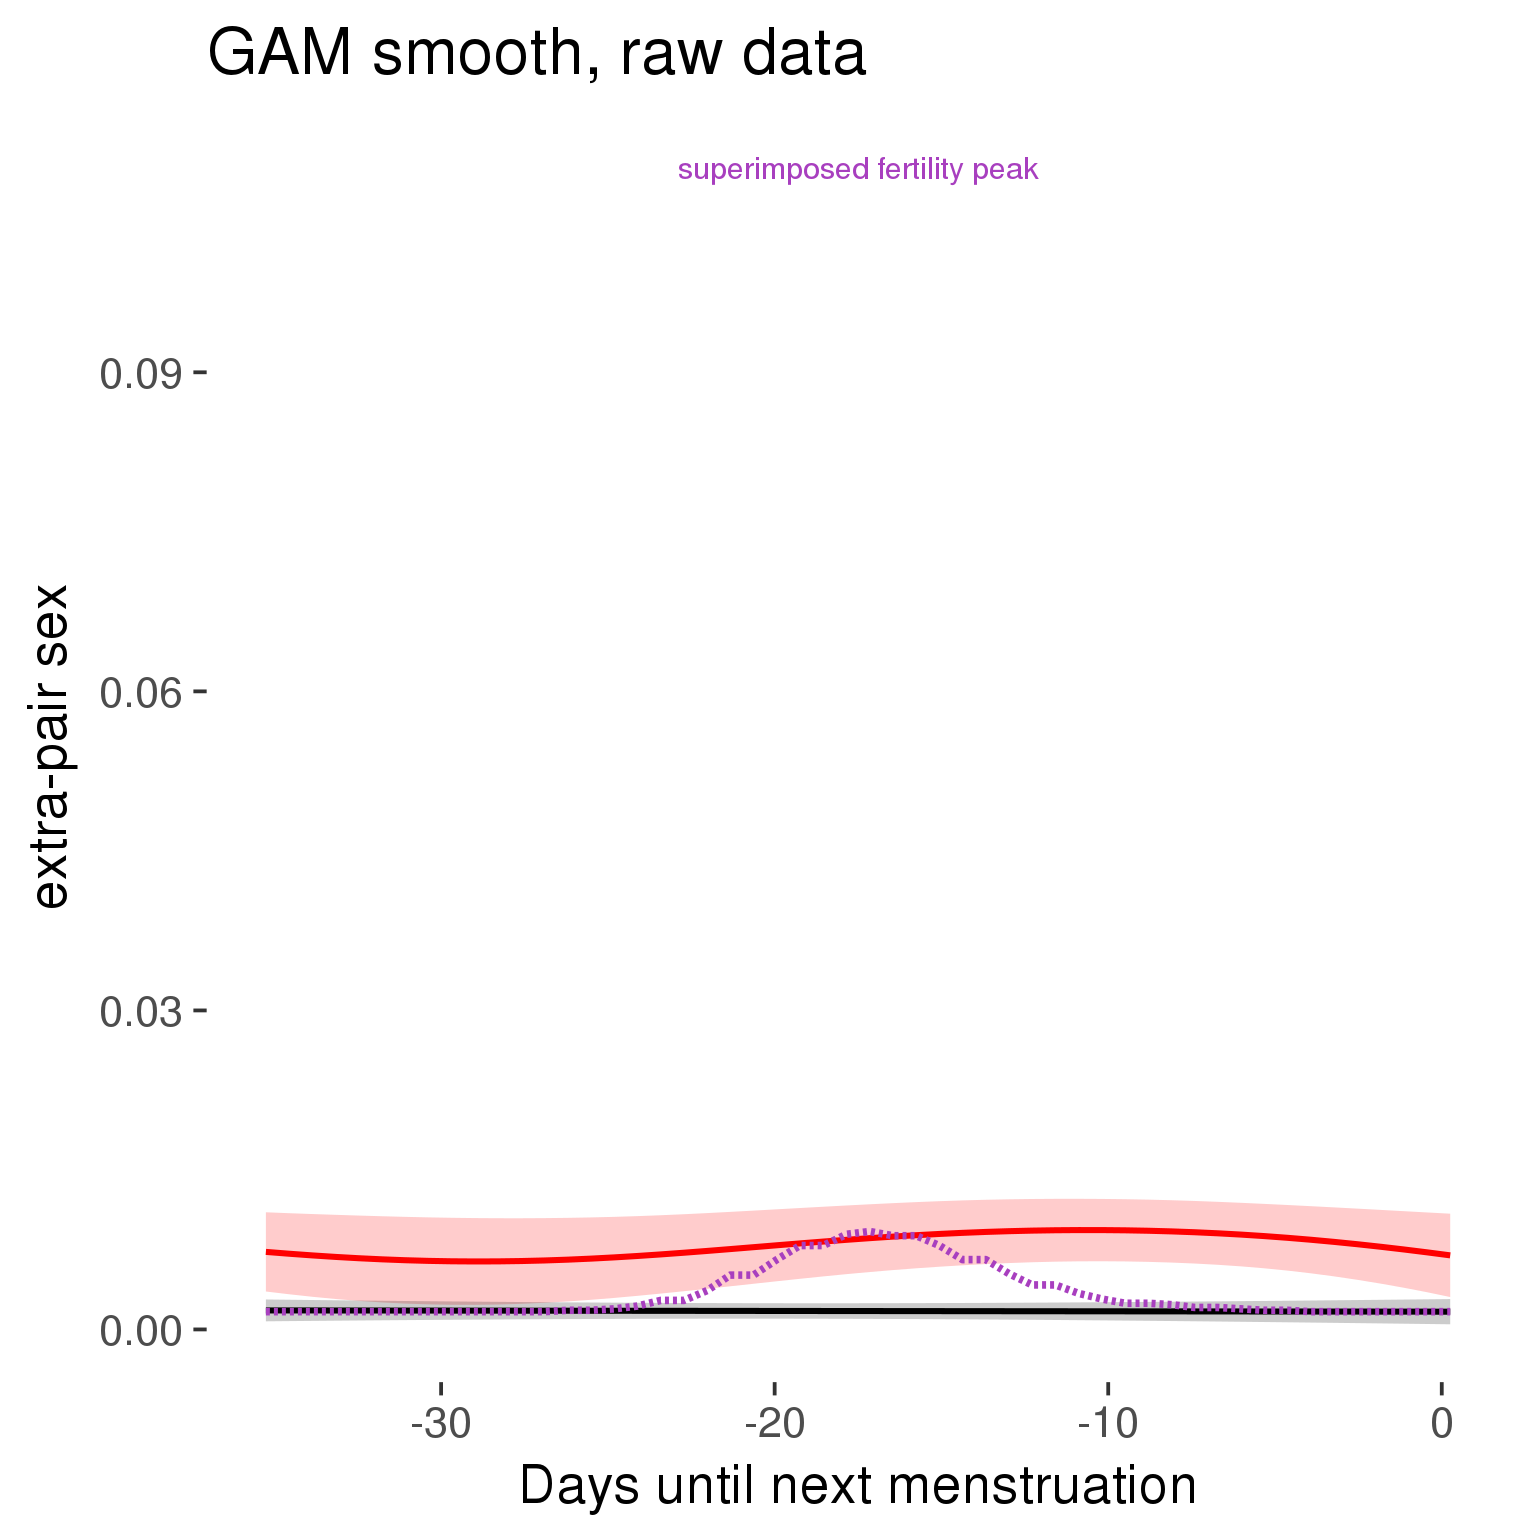 GAM smooth, raw data
superimposed fertility peak
extra-pair sex
0.09
0.06
0.03
0.00
-30 -20 -10 0
Days until next menstruation